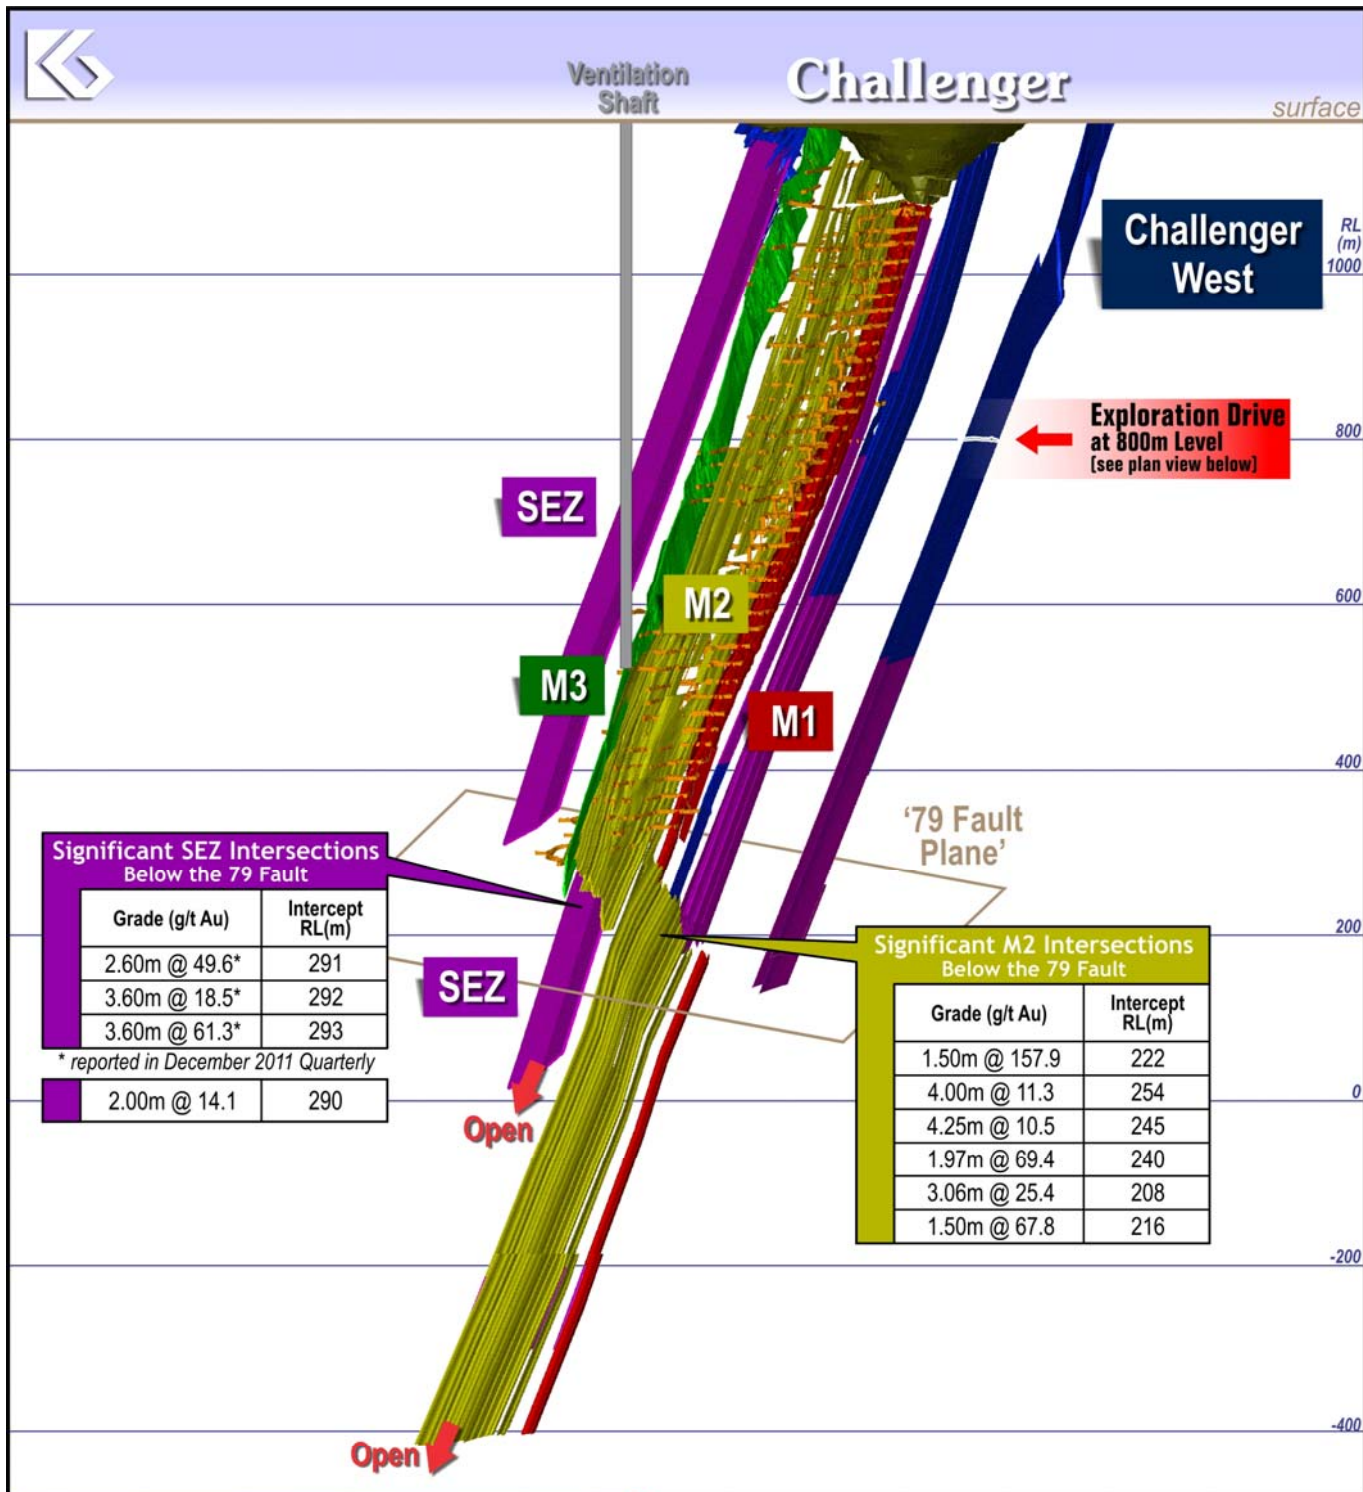 Ventilation
Shaft
Challenger
surface
Challenger
West
RL
(m)
1000
Exploration Drive
at 800m Level
(see plan view below)
800
SEZ
600
M2
M3
M1
400
'79 Fault
Plane'
Significant SEZ Intersections
Below the 79 Fault
Grade (g/t Au) Intercept
RL(m)
2.60m @ 49.6* 291
3.60m @ 18.5* 292
3.60m @ 61.3* 293
* reported in December 2011 Quarterly
2.00m @ 14.1 290
200
SEZ
Significant M2 Intersections
Below the 79 Fault
Grade (g/t Au) Intercept
RL(m)
1.50m @ 157.9 222
4.00m @ 11.3 254
4.25m @ 10.5 245
1.97m @ 69.4 240
3.06m @ 25.4 208
1.50m @ 67.8 216
0
Open
-200
-400
Open